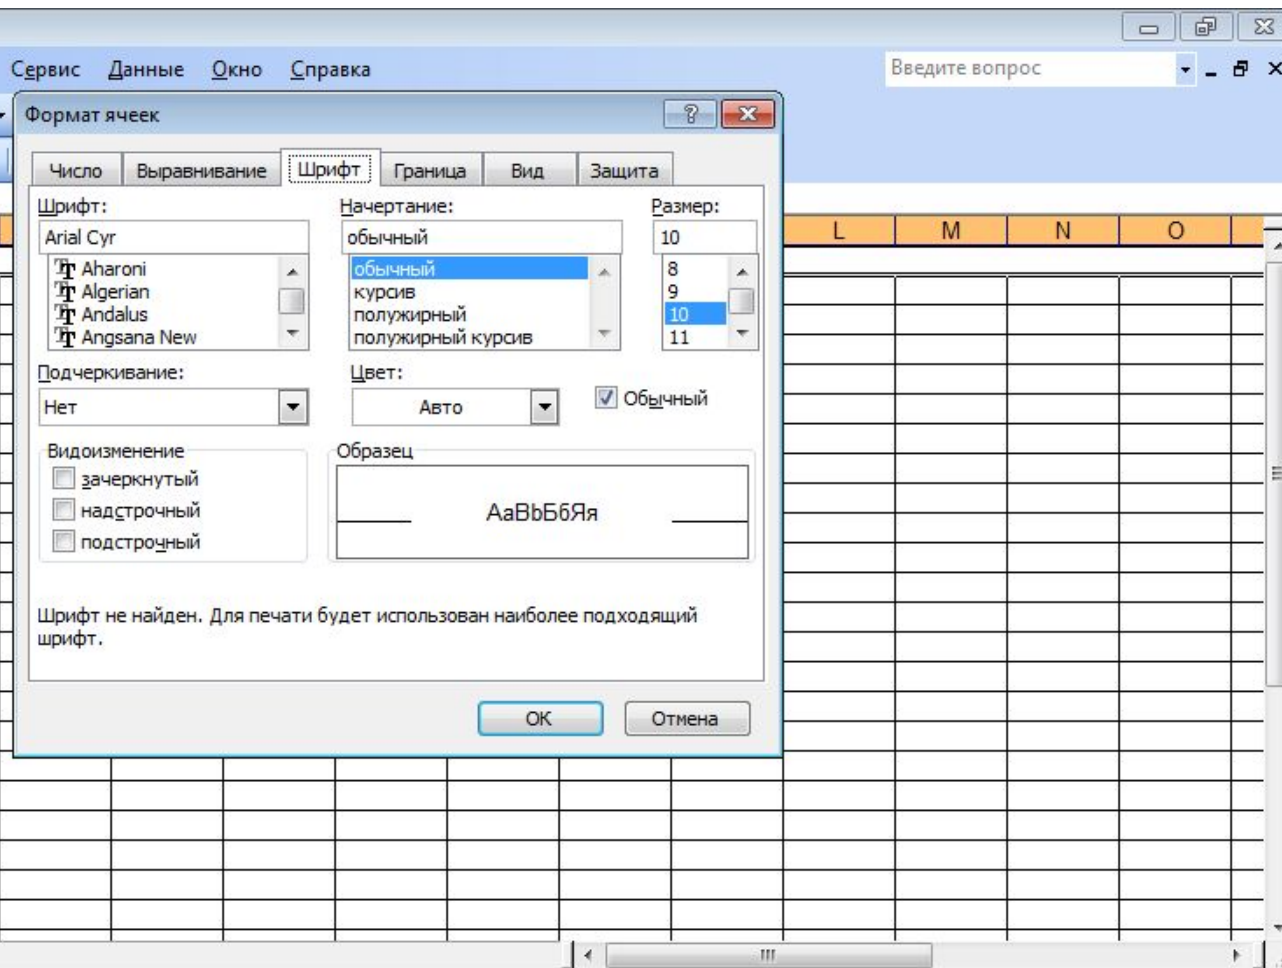 Сервис Данные Окно Справка Введите вопрос
Формат ячеек
Число Выравнивание Шрифт Граница Вид Защита
Шрифт: Начертание: Размер:
Arial Cyr обычный 10
L M N O
Aharoni обычный 8
Algerian курсив 9
Andalus полужирный 10
Angsana New полужирный курсив 11
Подчеркивание: Цвет:
Нет Авто Обычный
Видоизменение Образец
зачеркнутый
надстрочный АаВbБбЯя
подстрочный
Шрифт не найден. Для печати будет использован наиболее подходящий
шрифт.
ОК Отмена